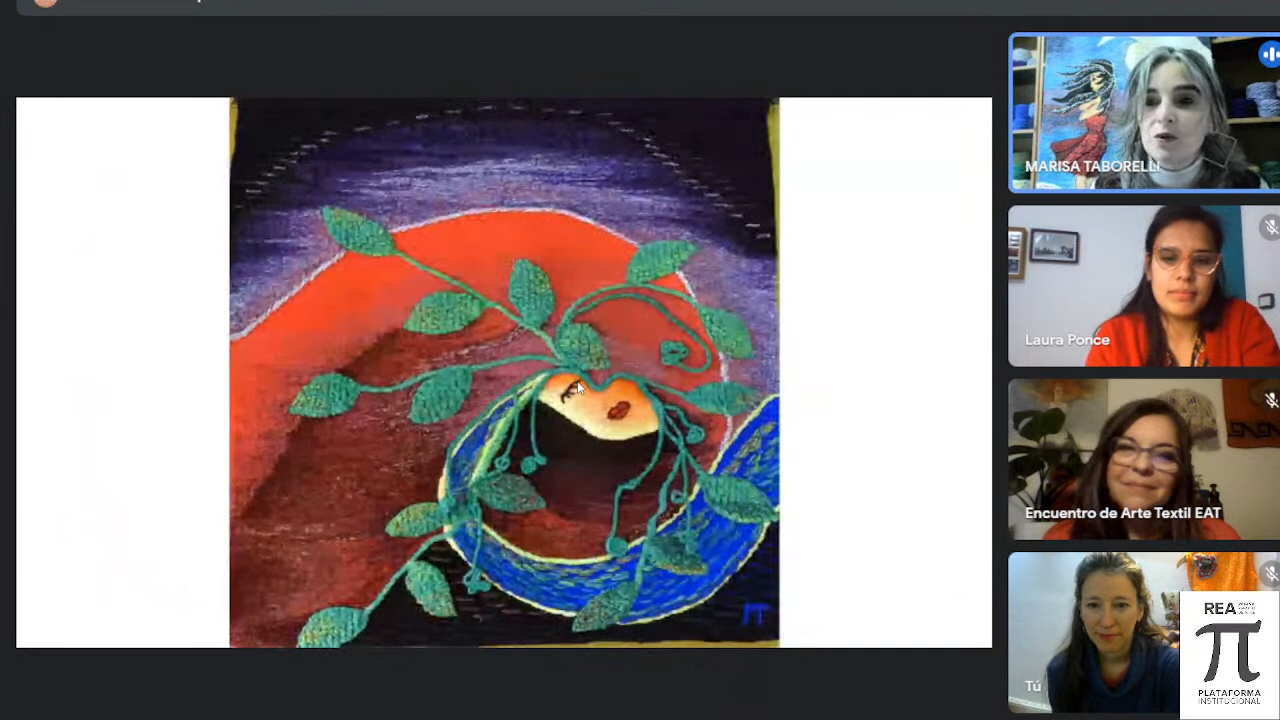 MARISA TABORELLI
Laura Ponce
Encuentro de Arte Textil EAT
Tú
REA
PLATAFORMA
INSTITUCIONAL